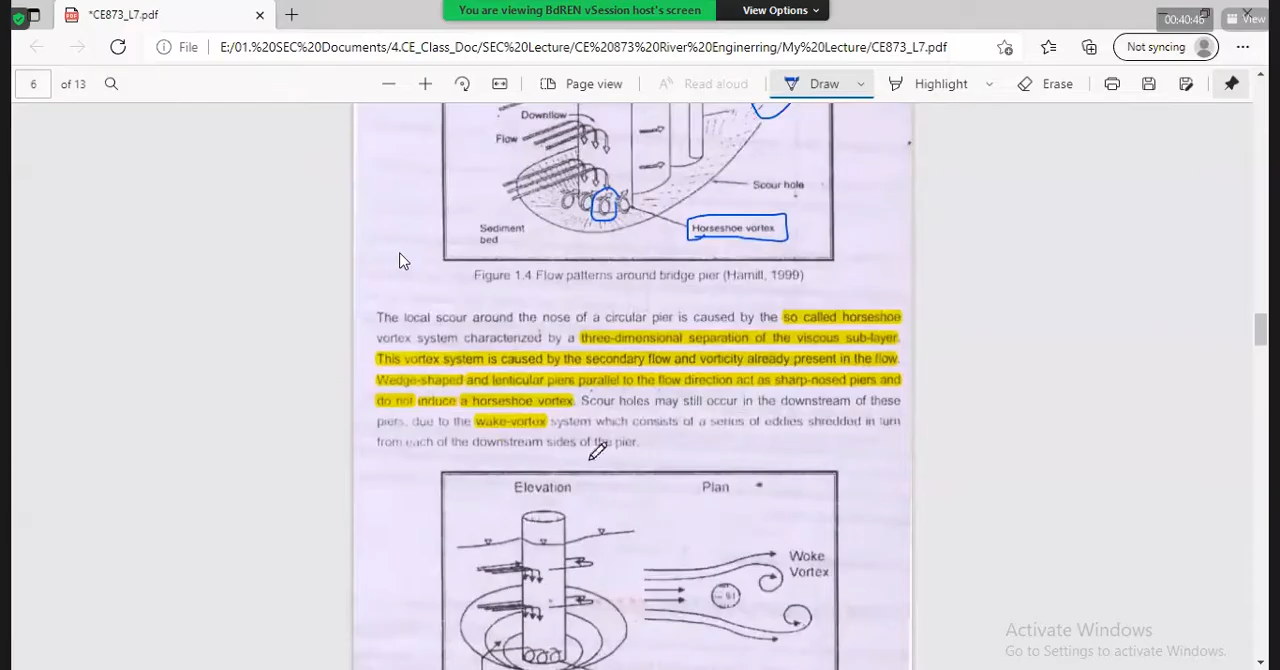 *CE873_L7.pdf
You are viewing BdREN vSession host's screen
View Options
00:40:46
View
File
E:/01.%20SEC%20Documents/4.CE_Class_Doc/SEC%20Lecture/CE%20873%20River%20Enginerring/My%20Lecture/CE873_L7.pdf
Not syncing
6 of 13
Page view
Read aloud
Draw
Highlight
Erase
Downflow
Flow
Scour hole
Sediment
bed
Horseshoe vortex
Figure 1.4 Flow patterns around bridge pier (Hamill, 1999)
The local scour around the nose of a circular pier is caused by the so called horseshoe
vortex system characterized by a three-dimensional separation of the viscous sub-layer.
This vortex system is caused by the secondary flow and vorticity already present in the flow.
Wedge-shaped and lenticular piers parallel to the flow direction act as sharp-nosed piers and
do not induce a horseshoe vortex. Scour holes may still occur in the downstream of these
piers, due to the wake-vortex system which consists of a series of eddies shredded in turn
from each of the downstream sides of the pier.
Elevation
Plan
Woke
Vortex
Activate Windows
Go to Settings to activate Windows.